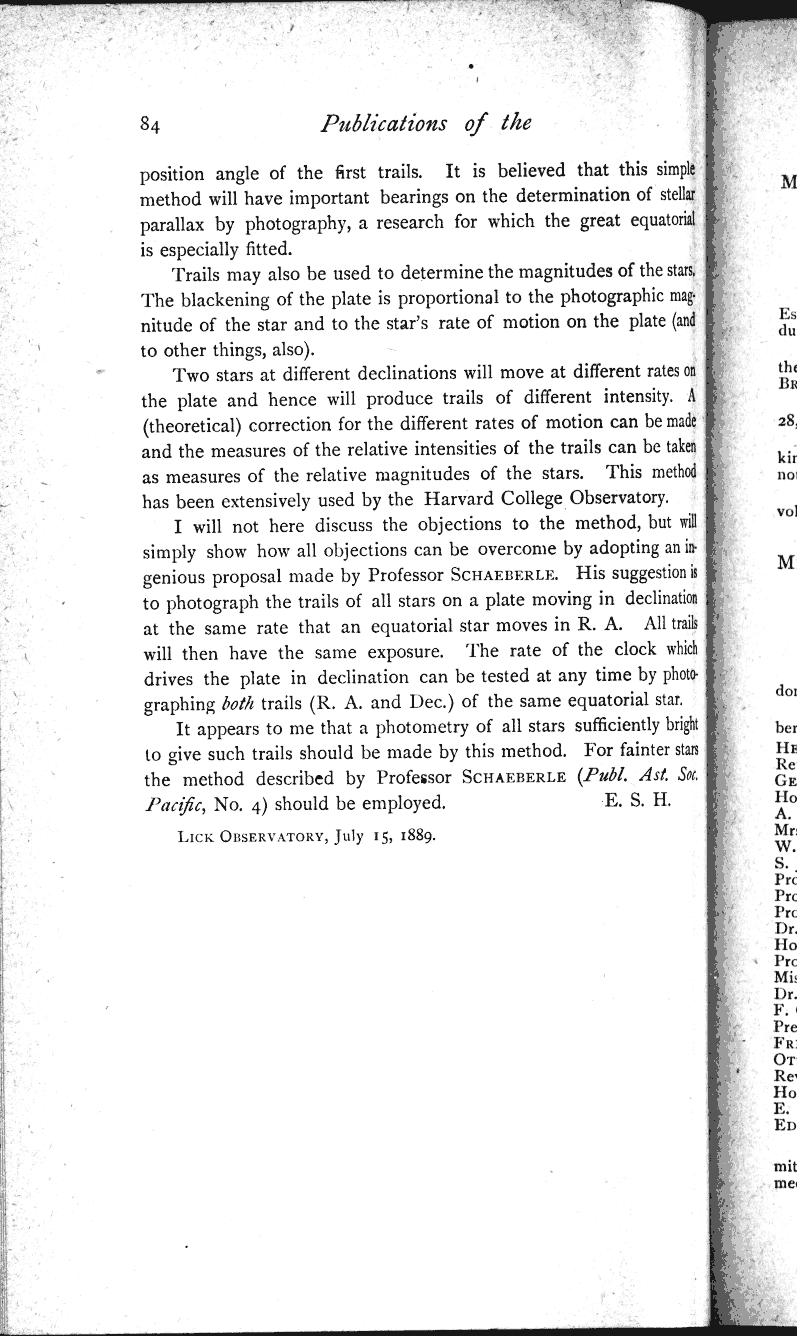 84 Publications of the
position angle of the first trails. It is believed that this simple
method will have important bearings on the determination of stellar
parallax by photography, a research for which the great equatorial
is especially fitted.
Trails may also be used to determine the magnitudes of the stars.
The blackening of the plate is proportional to the photographic mag-
nitude of the star and to the star's rate of motion on the plate (and
to other things, also).
Two stars at different declinations will move at different rates on
the plate and hence will produce trails of different intensity. A
(theoretical) correction for the different rates of motion can be made
and the measures of the relative intensities of the trails can be taken
as measures of the relative magnitudes of the stars. This method
has been extensively used by the Harvard College Observatory.
I will not here discuss the objections to the method, but will
simply show how all objections can be overcome by adopting an in-
genious proposal made by Professor SCHAEBERLE. His suggestion is
to photograph the trails of all stars on a plate moving in declination
at the same rate that an equatorial star moves in R. A. All trails
will then have the same exposure. The rate of the clock which
drives the plate in declination can be tested at any time by photo-
graphing both trails (R. A. and Dec.) of the same equatorial star.
It appears to me that a photometry of all stars sufficiently bright
to give such trails should be made by this method. For fainter stars
the method described by Professor SCHAEBERLE (Publ. Ast. Soc.
Pacific, No. 4) should be employed. E. S. H.
LICK OBSERVATORY, July 15, 1889.
M
Es
du
the
BR
28,
kin
no
vol
M
don
ber
HE
Re
GE
Ho
A.
Mr
W.
S.
Pro
Pro
Pro
Dr.
Ho
Pro
Mis
Dr.
F.
Pre
FR
OT
Rev
Ho
E.
ED
mit
me